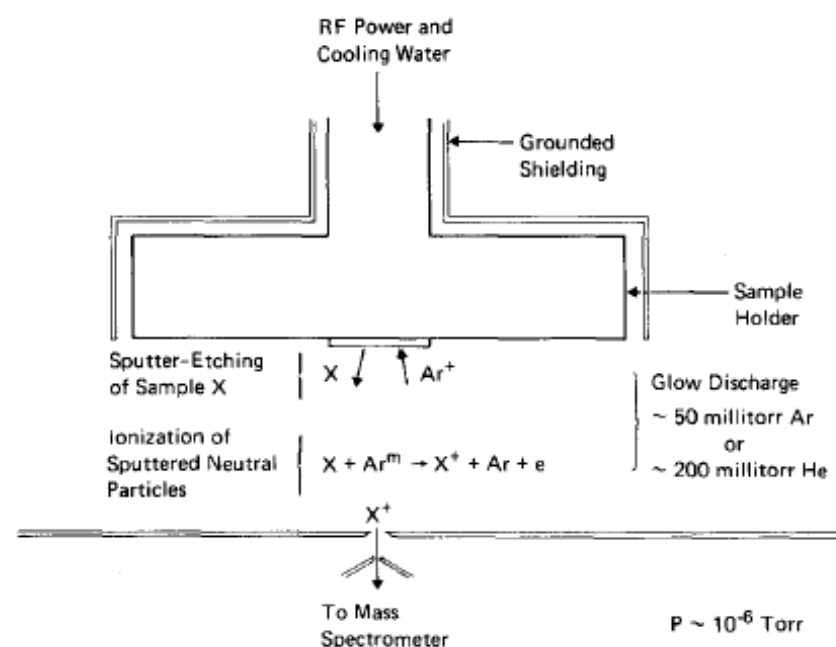 RF Power and
Cooling Water
Grounded
Shielding
Sample
Holder
Sputter-Etching
of Sample X
X
Ar⁺
Glow Discharge
~ 50 millitorr Ar
or
~ 200 millitorr He
Ionization of
Sputtered Neutral
Particles
X + Arᵐ → X⁺ + Ar + e
X⁺
To Mass
Spectrometer
P ~ 10⁻⁶ Torr